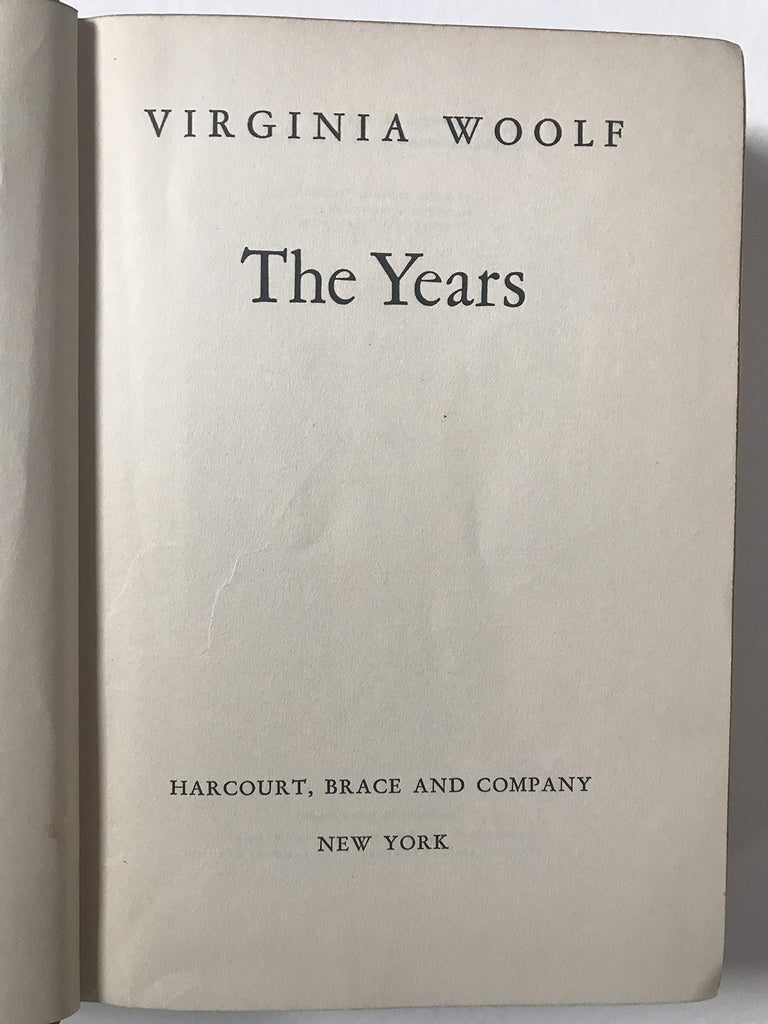 VIRGINIA WOOLF
The Years
HARCOURT, BRACE AND COMPANY
NEW YORK